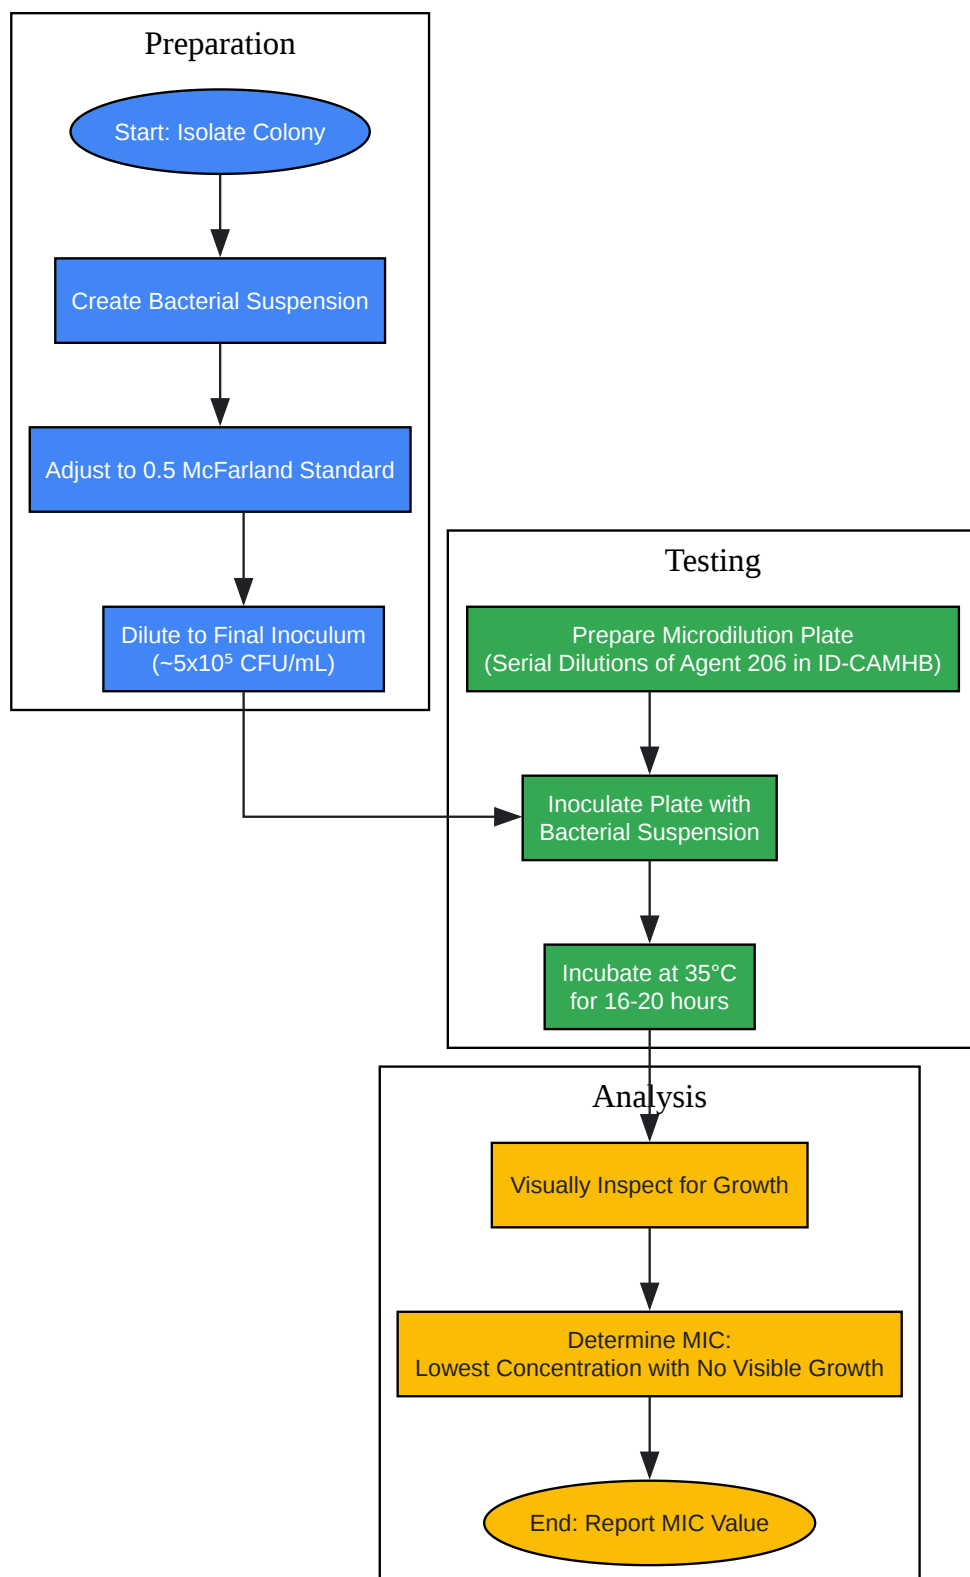 Preparation
Start: Isolate Colony
Create Bacterial Suspension
Adjust to 0.5 McFarland Standard
Dilute to Final Inoculum
(~5x10⁵ CFU/mL)
Testing
Prepare Microdilution Plate
(Serial Dilutions of Agent 206 in ID-CAMHB)
Inoculate Plate with
Bacterial Suspension
Incubate at 35°C
for 16-20 hours
Analysis
Visually Inspect for Growth
Determine MIC:
Lowest Concentration with No Visible Growth
End: Report MIC Value